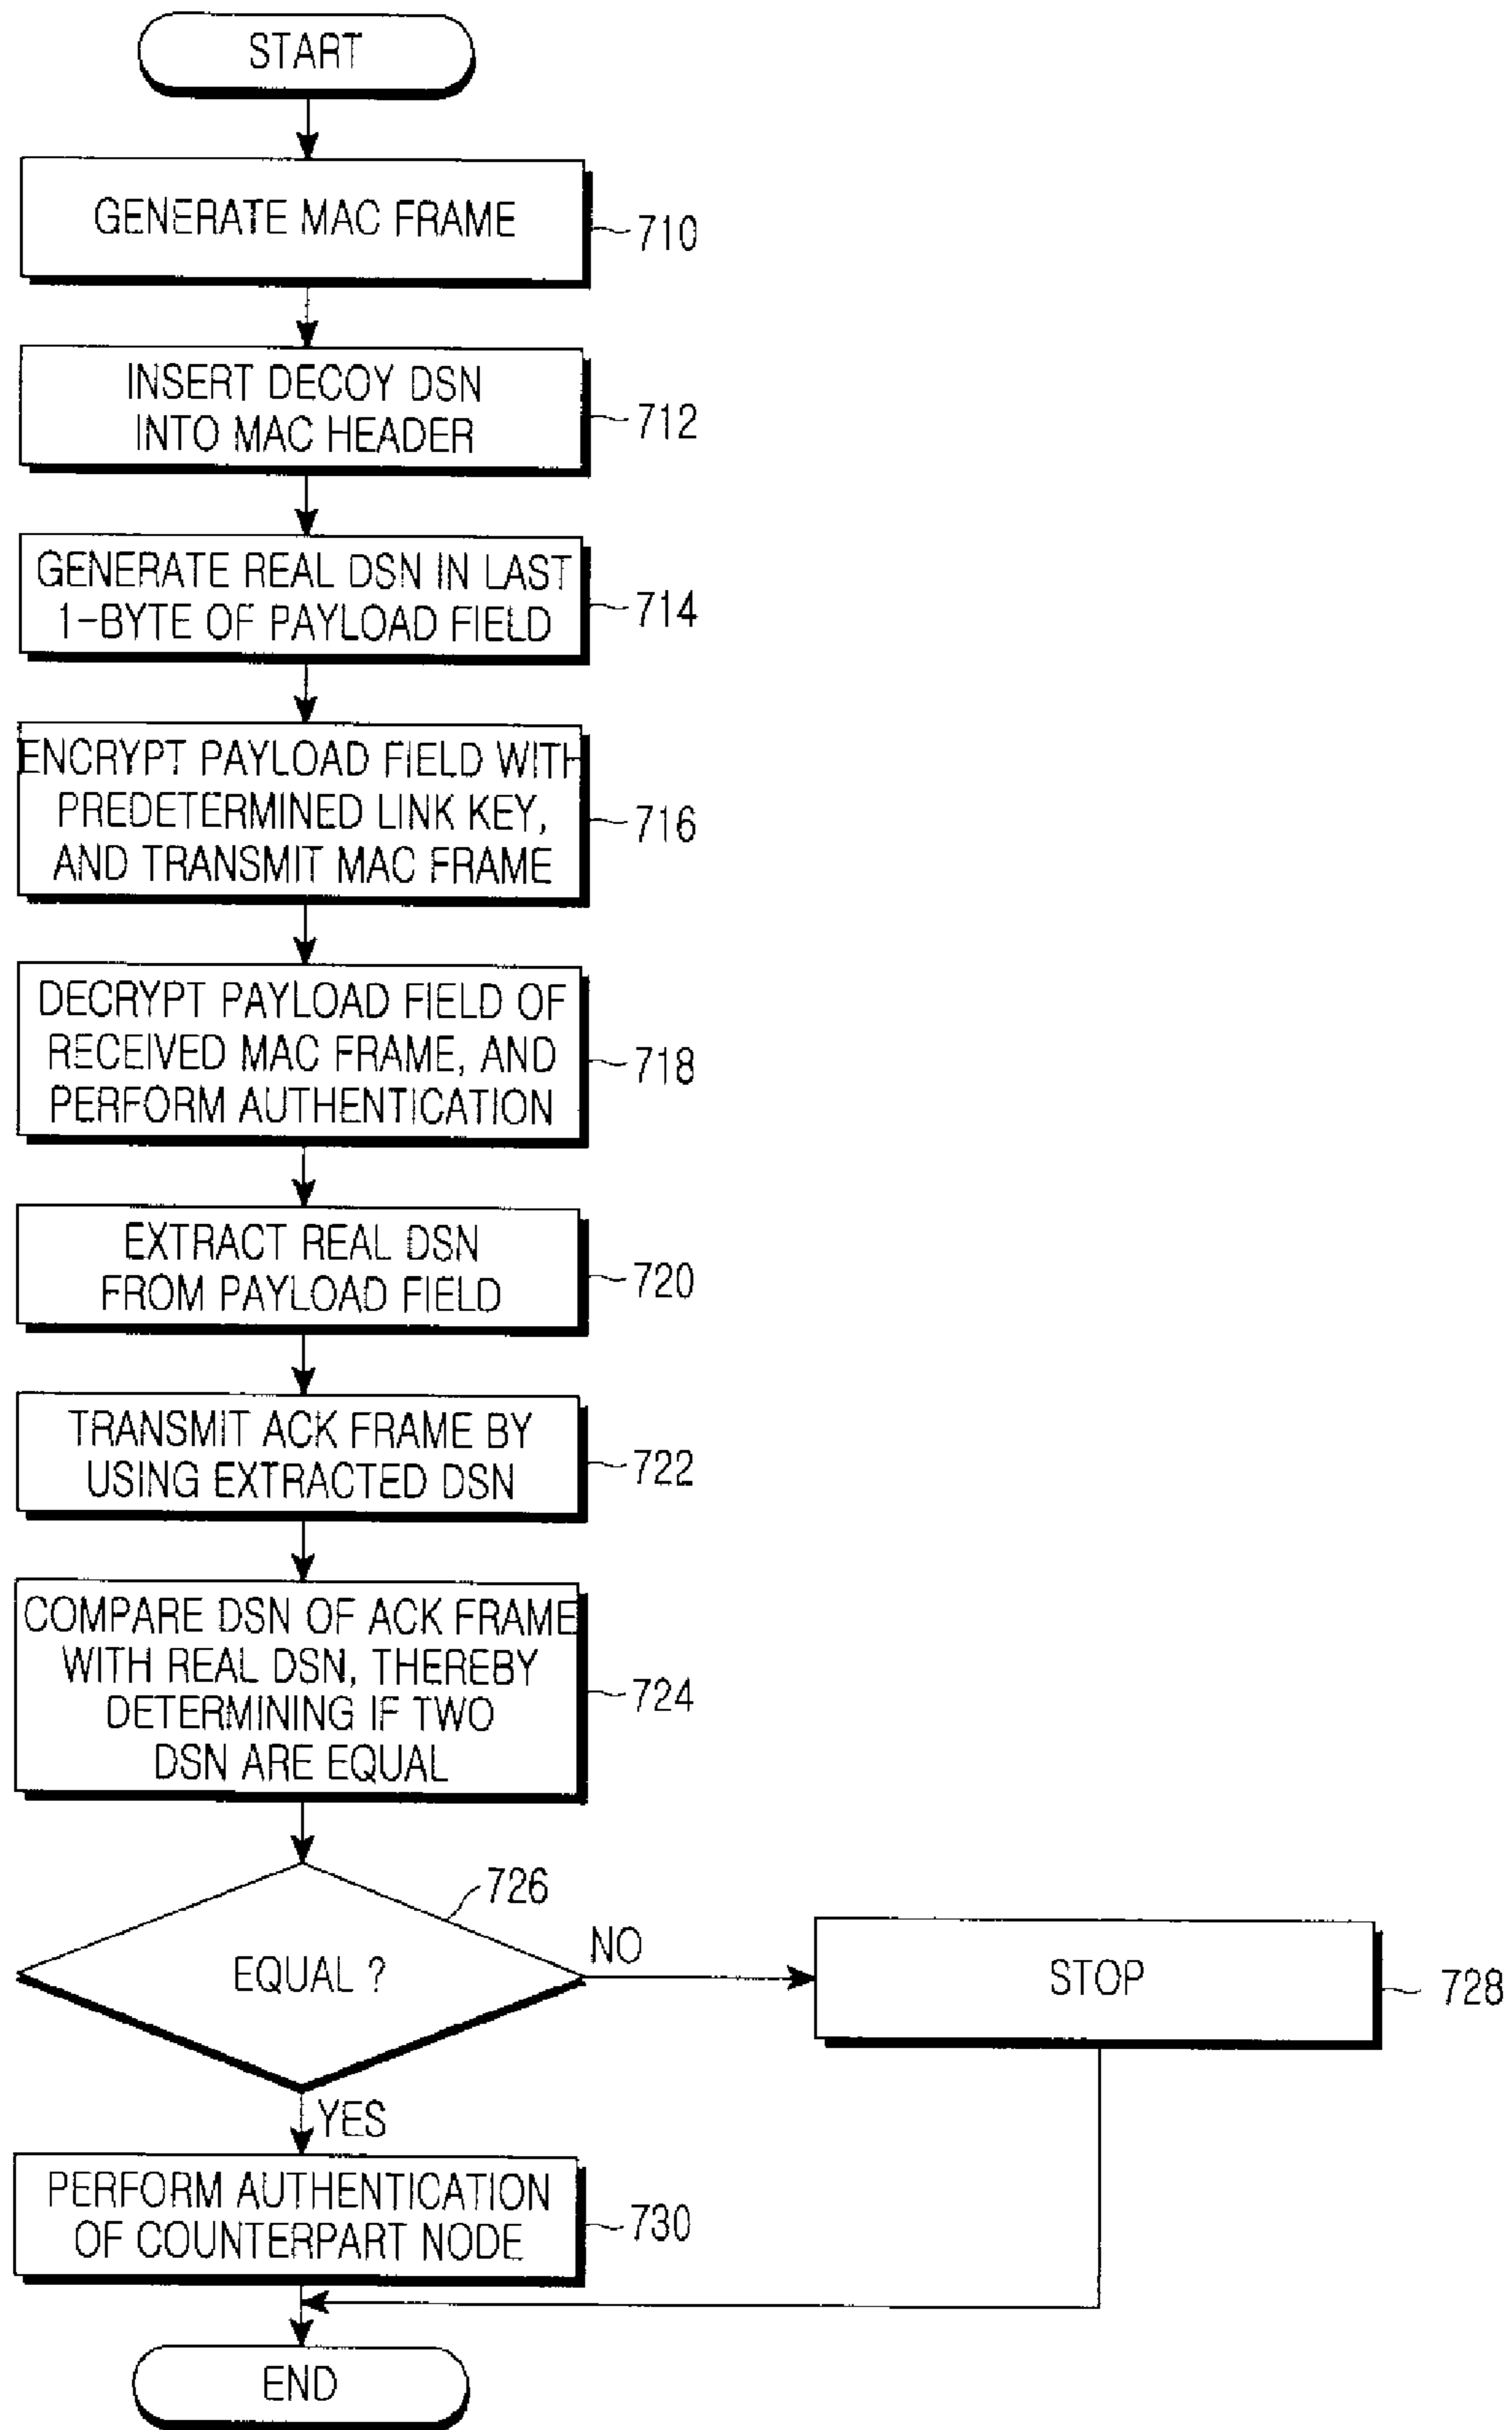 START
GENERATE MAC FRAME
710
INSERT DECOY DSN
INTO MAC HEADER
712
GENERATE REAL DSN IN LAST
1-BYTE OF PAYLOAD FIELD
714
ENCRYPT PAYLOAD FIELD WITH
PREDETERMINED LINK KEY,
AND TRANSMIT MAC FRAME
716
DECRYPT PAYLOAD FIELD OF
RECEIVED MAC FRAME, AND
PERFORM AUTHENTICATION
718
EXTRACT REAL DSN
FROM PAYLOAD FIELD
720
TRANSMIT ACK FRAME BY
USING EXTRACTED DSN
722
COMPARE DSN OF ACK FRAME
WITH REAL DSN, THEREBY
DETERMINING IF TWO
DSN ARE EQUAL
724
726
EQUAL ?
NO
STOP
728
YES
PERFORM AUTHENTICATION
OF COUNTERPART NODE
730
END